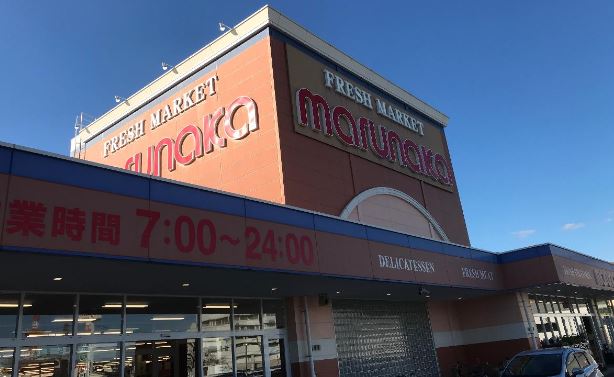 FRESH MARKET
marunaka
FRESH MARKET
marunaka
営業時間 7:00～24:00
DELICATESSEN
FRESH MEAT